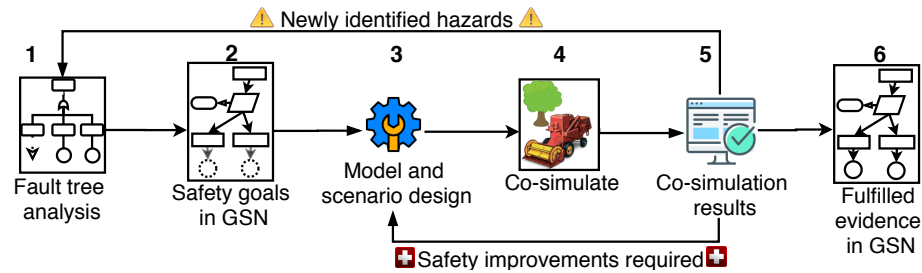 Newly identified hazards
1
2
3
4
5
6
Fault tree
analysis
Safety goals
in GSN
Model and
scenario design
Co-simulate
Co-simulation
results
Fulfilled
evidence
in GSN
Safety improvements required